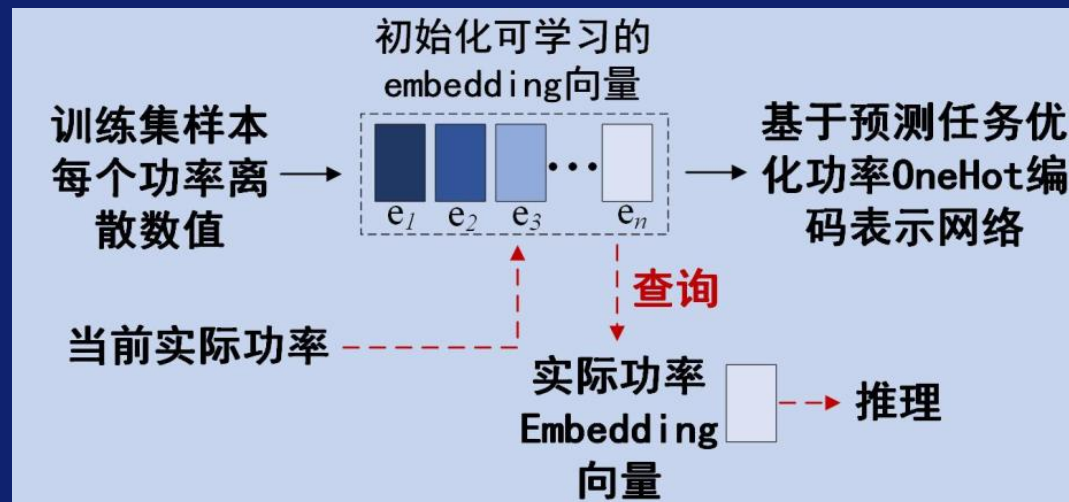 初始化可学习的
embedding向量
训练集样本
每个功率离
散数值
...
e1 e2 e3 en
基于预测任务优
化功率OneHot编
码表示网络
查询
当前实际功率
实际功率
Embedding
向量
推理